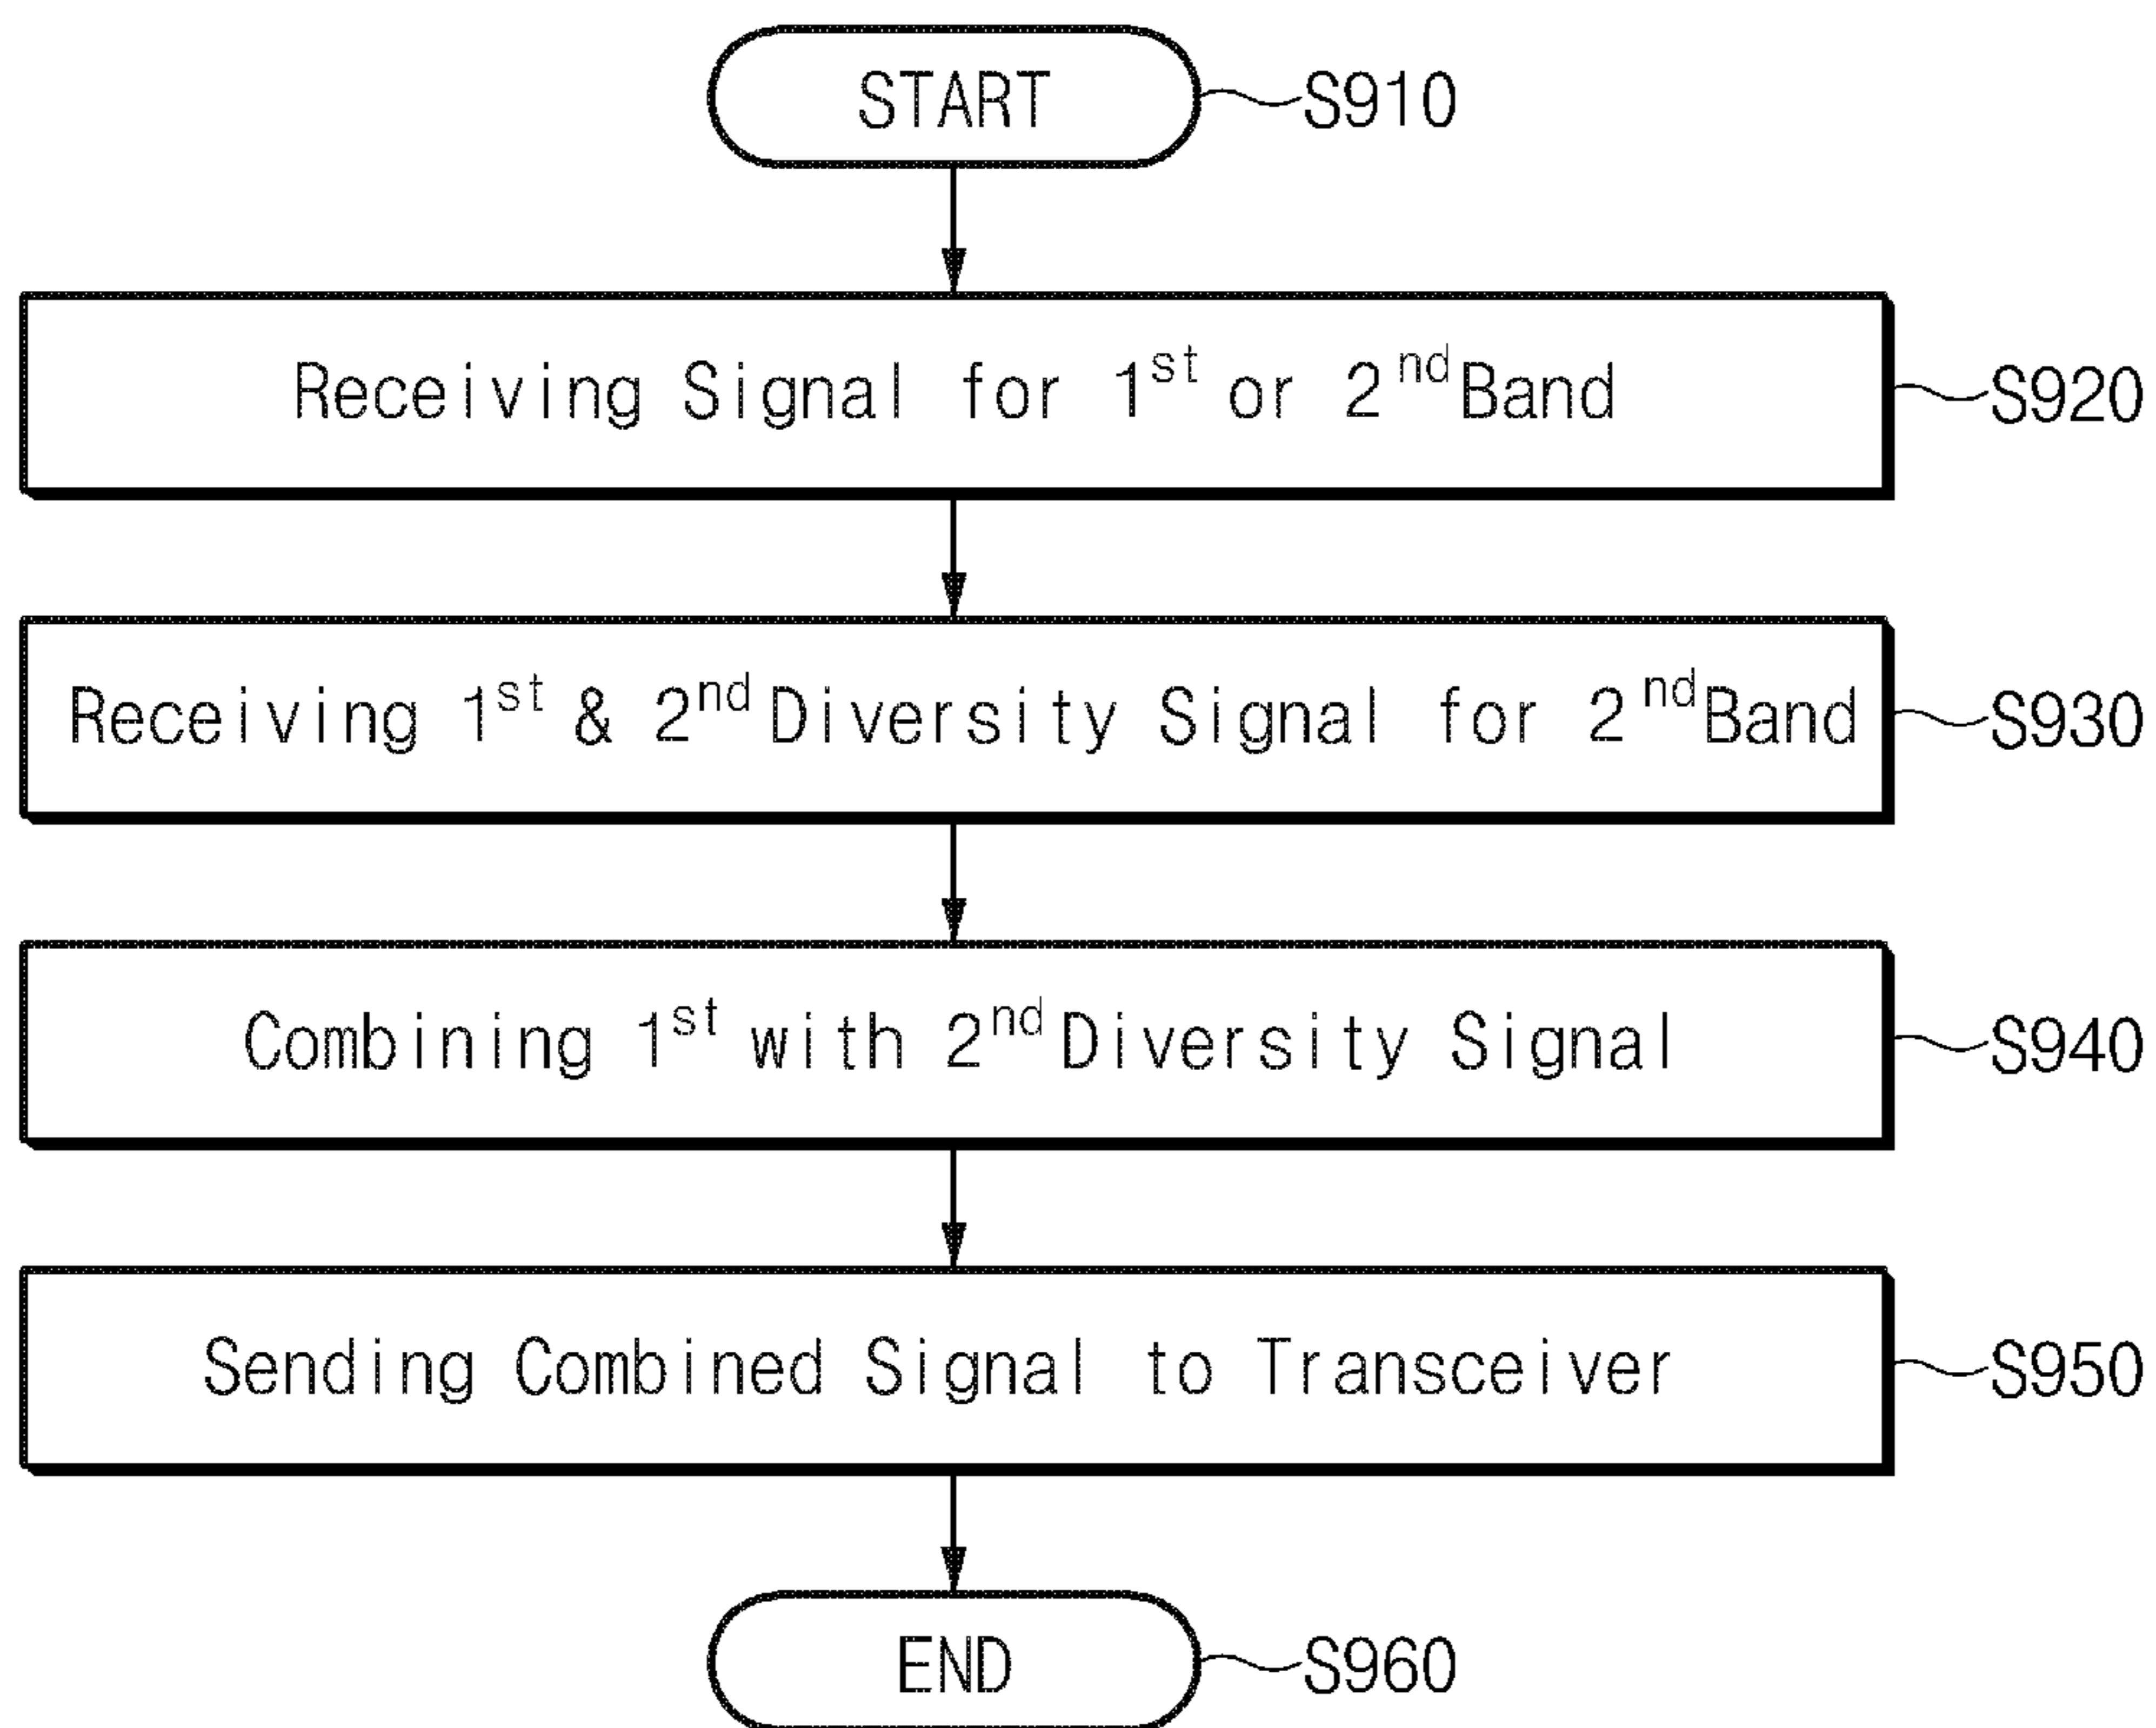 START S910
Receiving Signal for 1st or 2nd Band S920
Receiving 1st & 2nd Diversity Signal for 2nd Band S930
Combining 1st with 2nd Diversity Signal S940
Sending Combined Signal to Transceiver S950
END S960